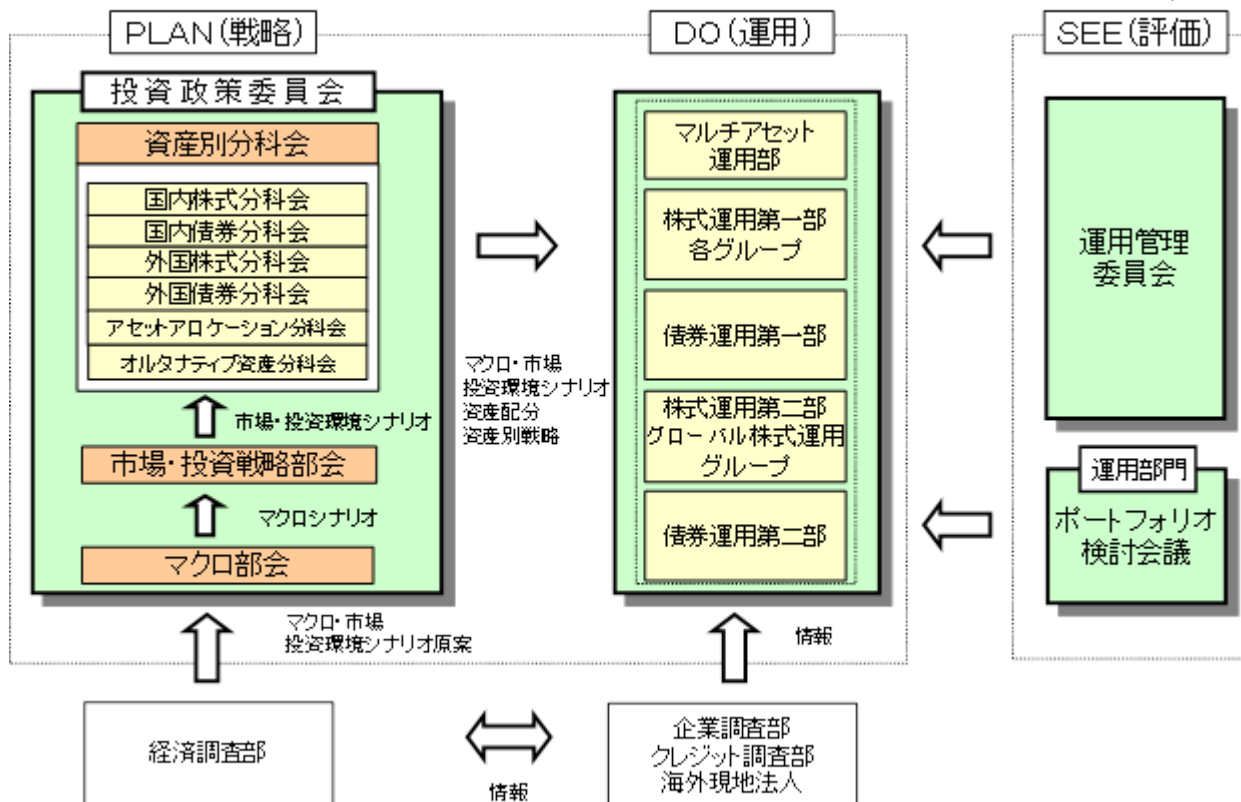 PLAN(戦略)
投資政策委員会
資産別分科会
国内株式分科会
国内債券分科会
外国株式分科会
外国債券分科会
アセットアロケーション分科会
オルタナティブ資産分科会
市場・投資環境シナリオ
市場・投資戦略部会
マクロシナリオ
マクロ部会
マクロ・市場
投資環境シナリオ原案
経済調査部
マクロ・市場
投資環境シナリオ
資産配分
資産別戦略
情報
DO(運用)
マルチアセット
運用部
株式運用第一部
各グループ
債券運用第一部
株式運用第二部
グローバル株式運用
グループ
債券運用第二部
情報
企業調査部
クレジット調査部
海外現地法人
SEE(評価)
運用管理
委員会
運用部門
ポートフォリオ
検討会議